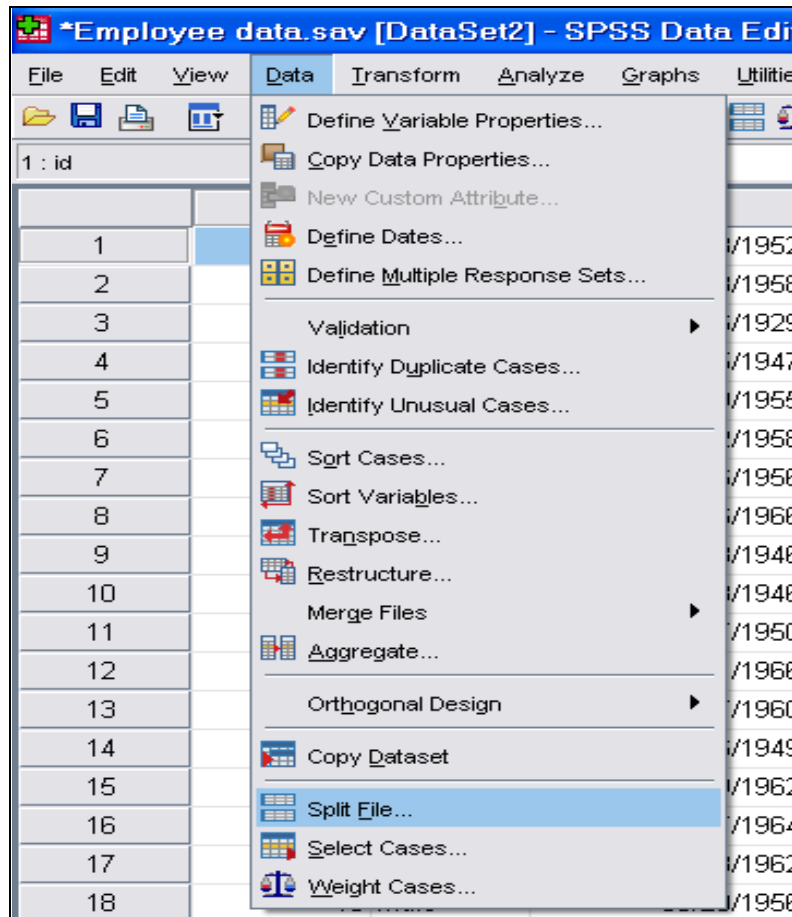 *Employee data.sav [DataSet2] - SPSS Data Edi
File Edit View Data Transform Analyze Graphs Utilitie
1 : id
Define Variable Properties...
Copy Data Properties...
New Custom Attribute...
Define Dates...
Define Multiple Response Sets...
Validation
Identify Duplicate Cases...
Identify Unusual Cases...
Sort Cases...
Sort Variables...
Transpose...
Restructure...
Merge Files
Aggregate...
Orthogonal Design
Copy Dataset
Split File...
Select Cases...
Weight Cases...
1 /1952
2 /1958
3 /1929
4 /1947
5 /1955
6 /1958
7 /1956
8 /1966
9 /1946
10 /1946
11 /1950
12 /1966
13 /1960
14 /1949
15 /1962
16 /1964
17 /1962
18 /1956